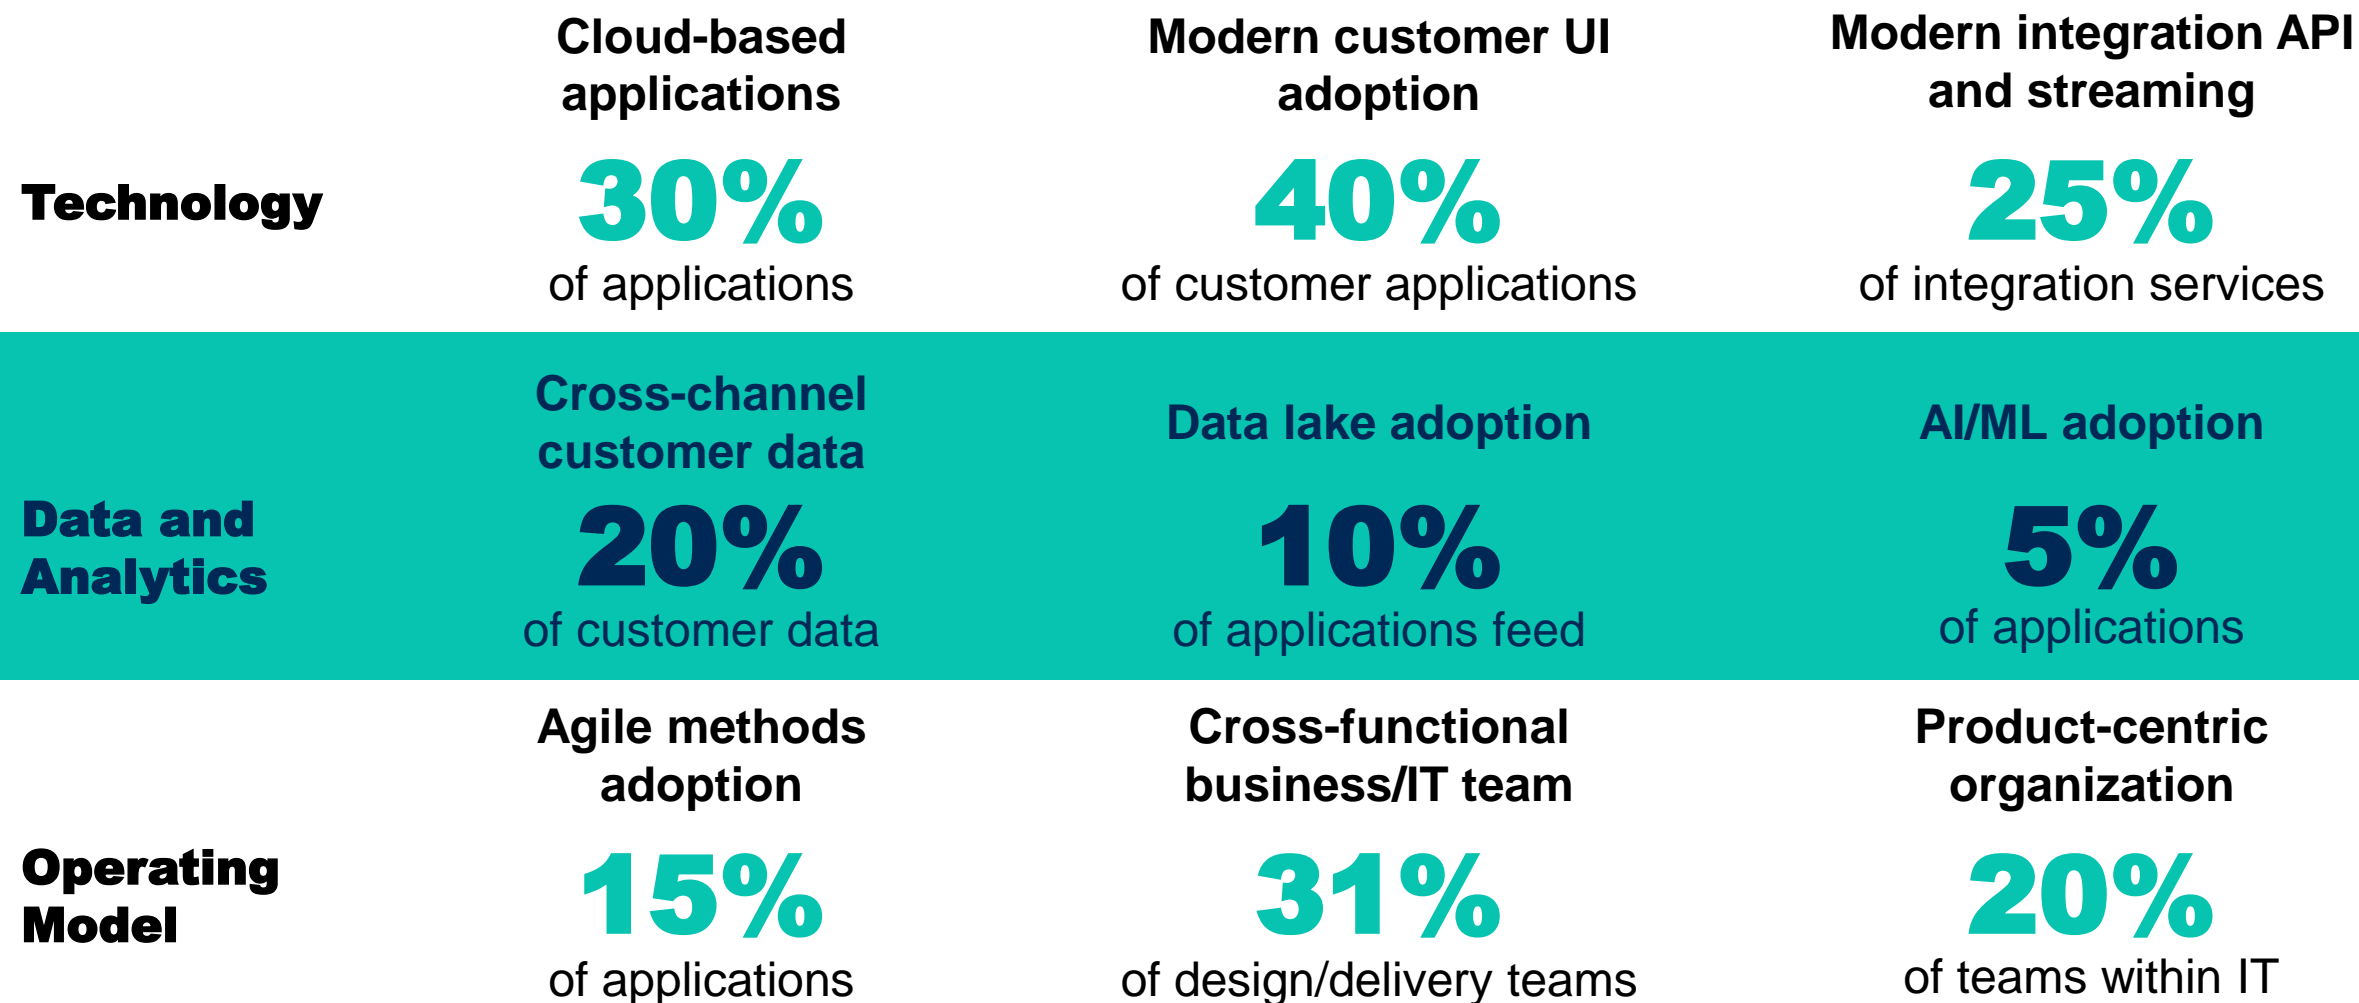 Cloud-based
applications
Modern customer UI
adoption
Modern integration API
and streaming
Technology
30%
of applications
40%
of customer applications
25%
of integration services
Cross-channel
customer data
Data lake adoption
AI/ML adoption
Data and
Analytics
20%
of customer data
10%
of applications feed
5%
of applications
Agile methods
adoption
Cross-functional
business/IT team
Product-centric
organization
Operating
Model
15%
of applications
31%
of design/delivery teams
20%
of teams within IT